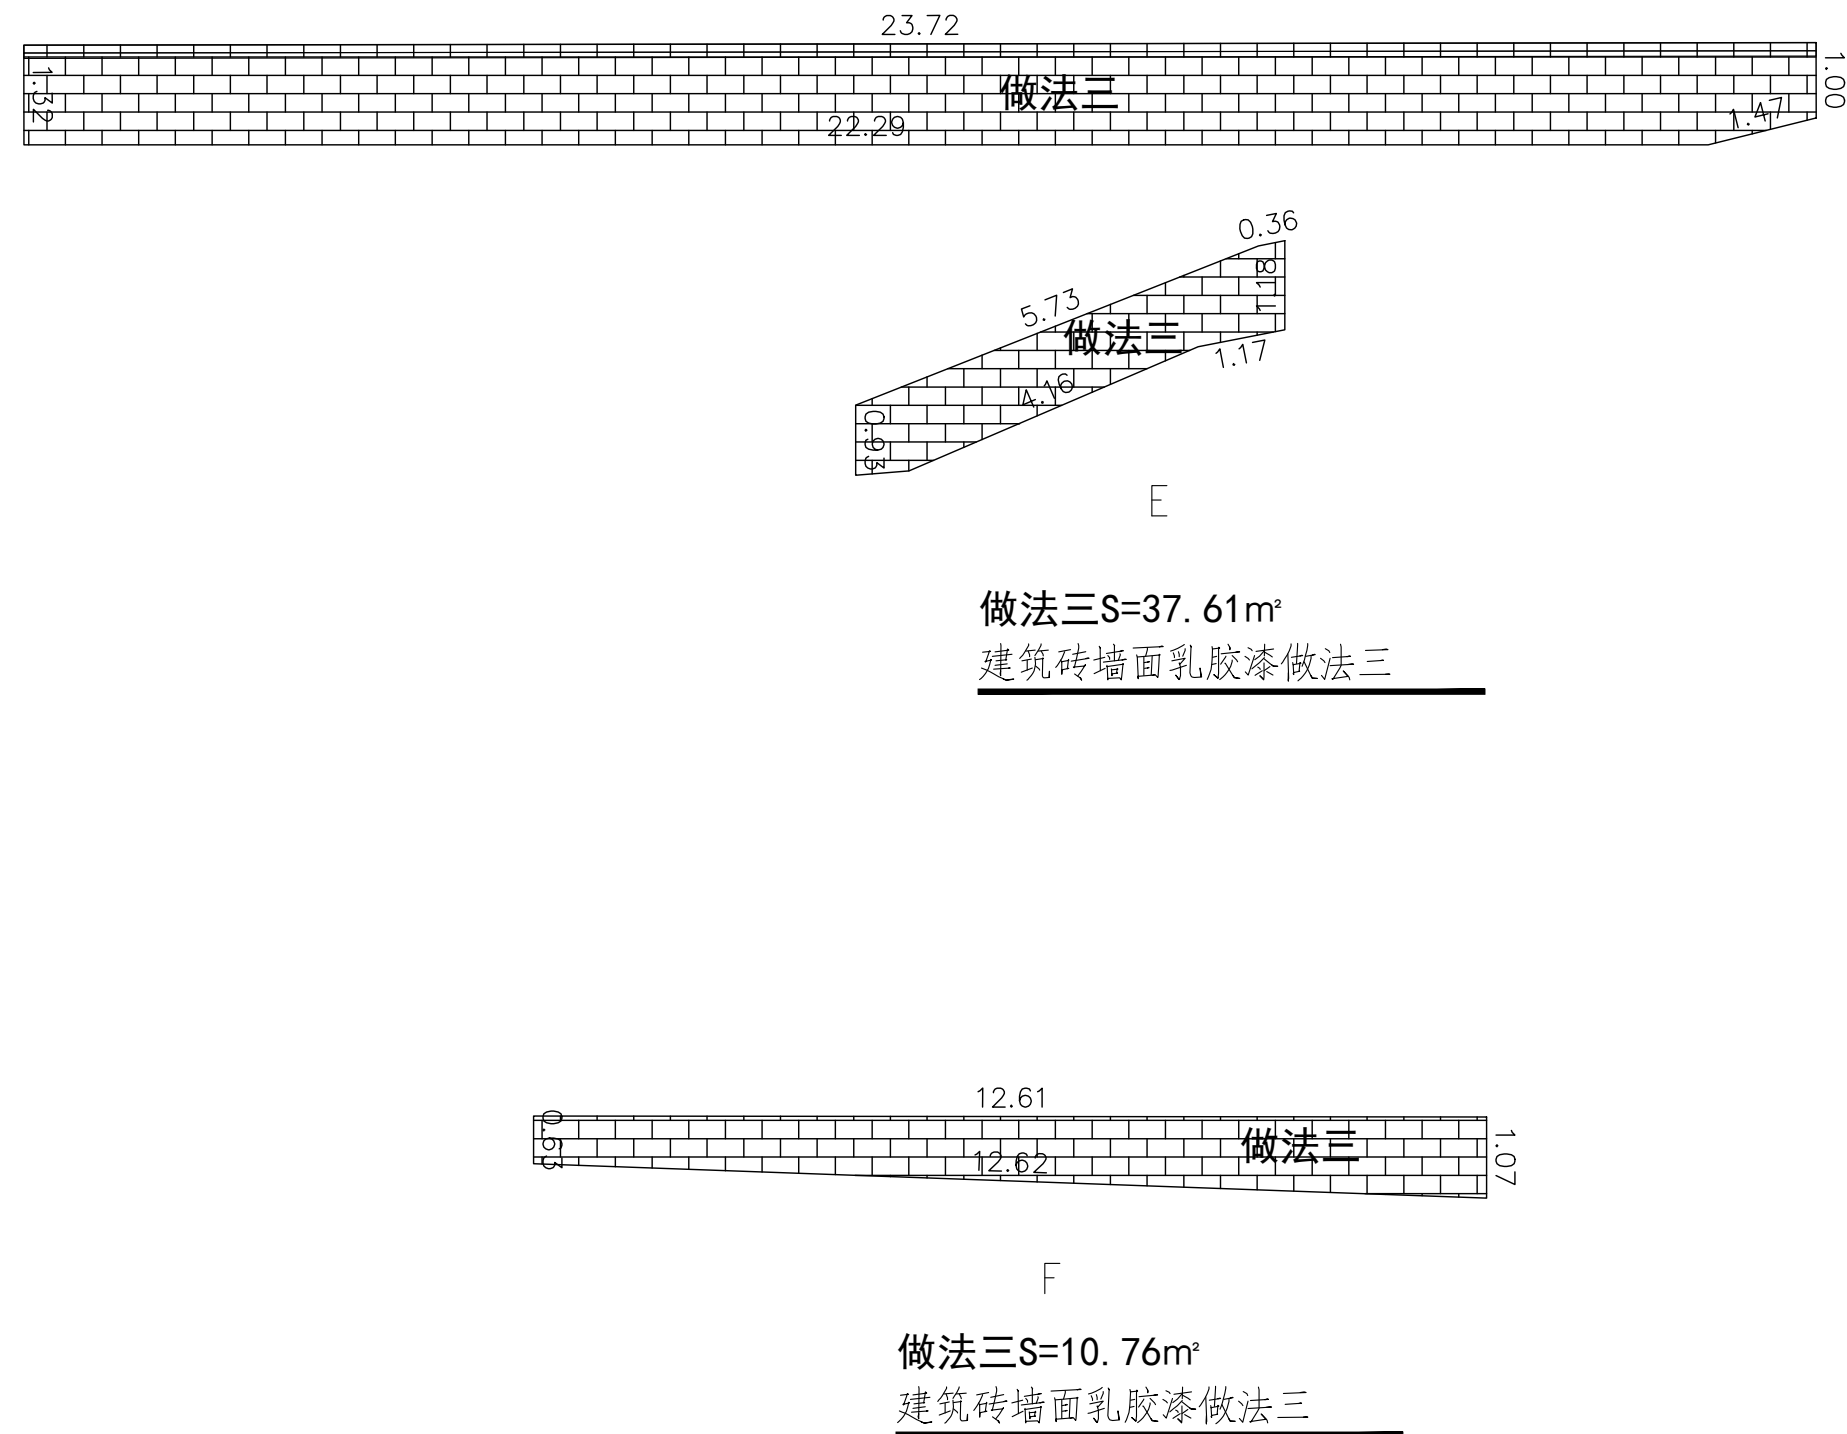 23.72
1.32
做法三
1.00
22.29
1.47
0.36
1.18
5.73
做法三
1.17
4.16
0.93
E
做法三S=37.61m²
建筑砖墙面乳胶漆做法三
12.61
0.63
做法三
1.07
12.62
F
做法三S=10.76m²
建筑砖墙面乳胶漆做法三